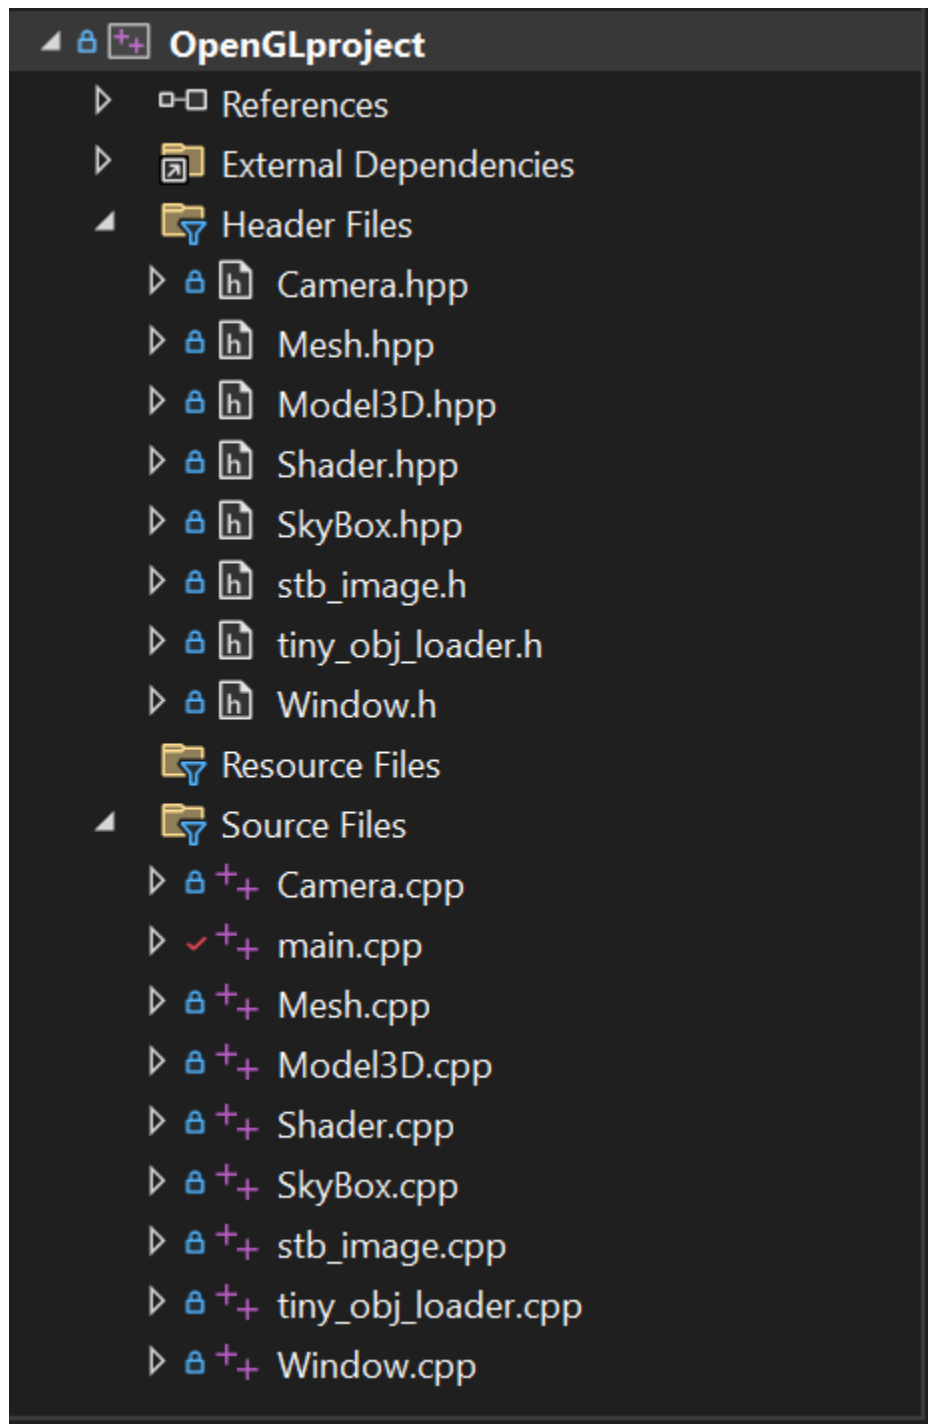 OpenGLproject
References
External Dependencies
Header Files
Camera.hpp
Mesh.hpp
Model3D.hpp
Shader.hpp
SkyBox.hpp
stb_image.h
tiny_obj_loader.h
Window.h
Resource Files
Source Files
Camera.cpp
main.cpp
Mesh.cpp
Model3D.cpp
Shader.cpp
SkyBox.cpp
stb_image.cpp
tiny_obj_loader.cpp
Window.cpp